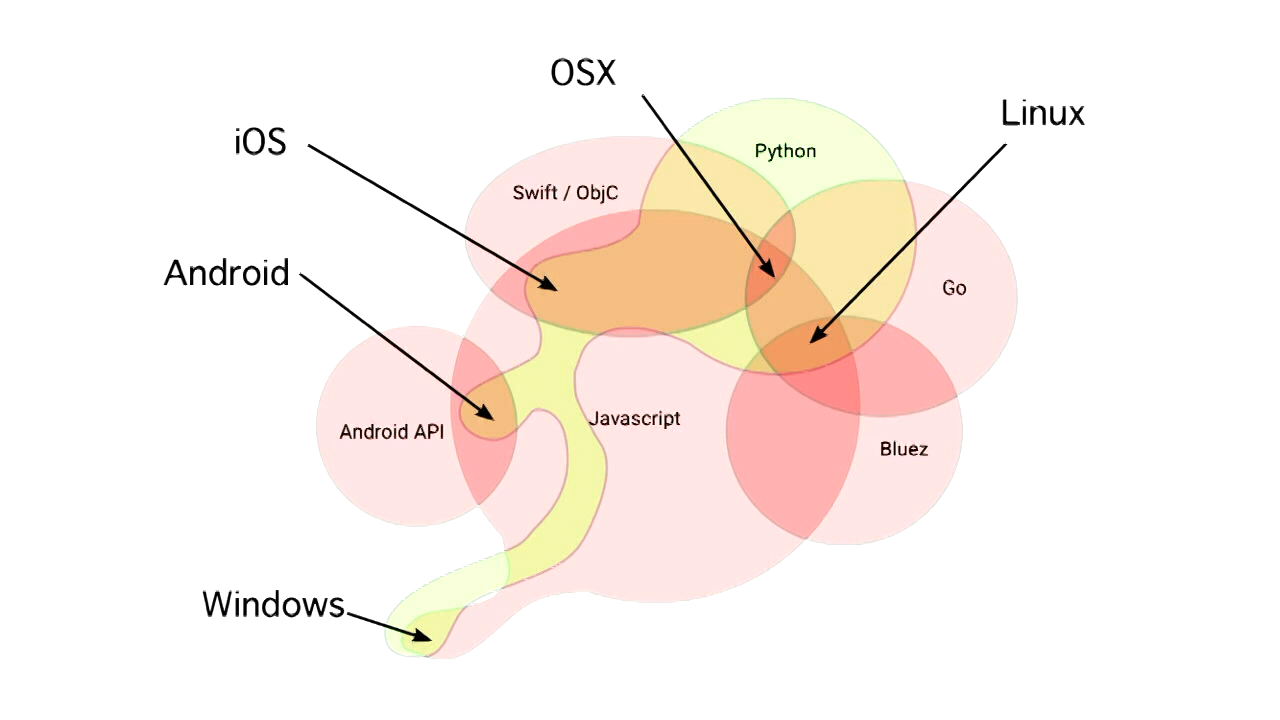 OSX
Linux
iOS
Python
Swift / ObjC
Android
Go
Javascript
Android API
Bluez
Windows